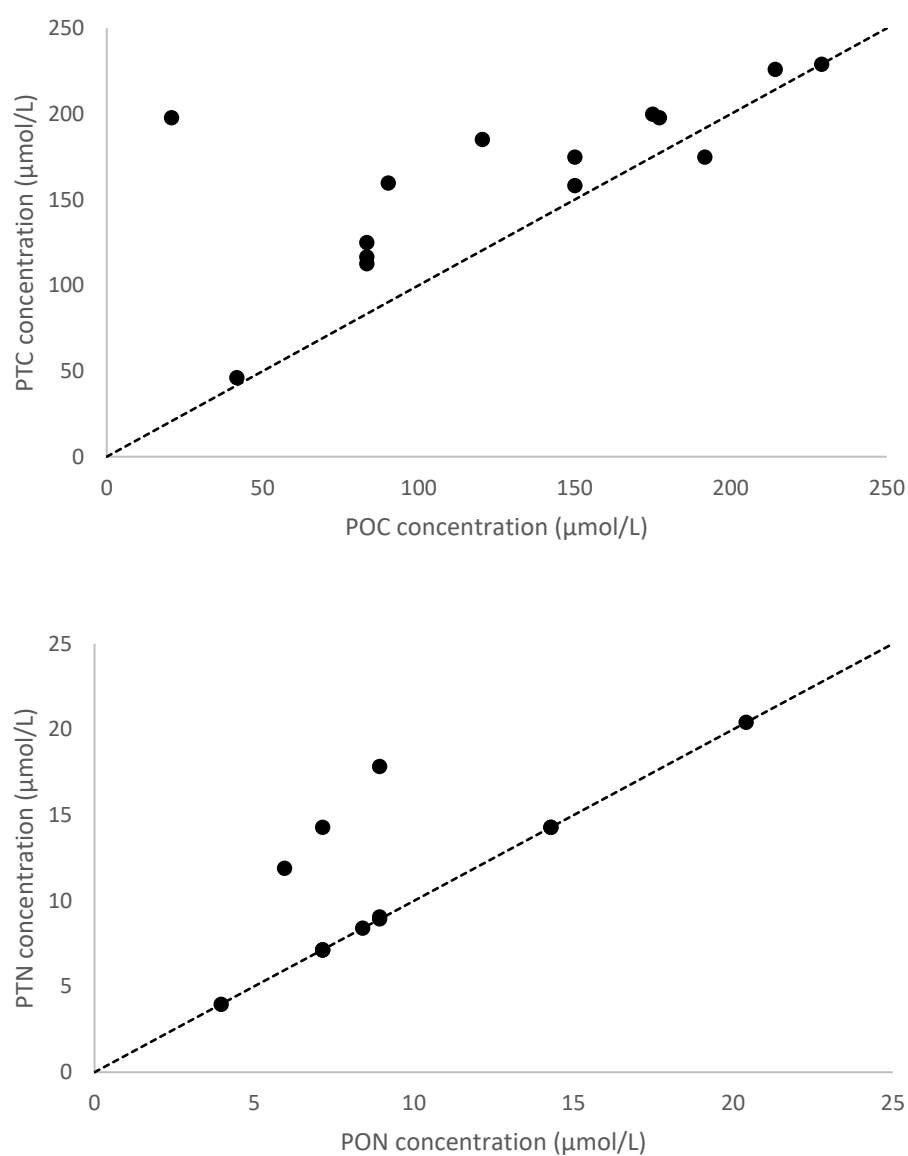 250
200
150
100
50
0
PTC concentration (µmol/L)
0 50 100 150 200 250
POC concentration (µmol/L)
25
20
15
10
5
0
PTN concentration (µmol/L)
0 5 10 15 20 25
PON concentration (µmol/L)